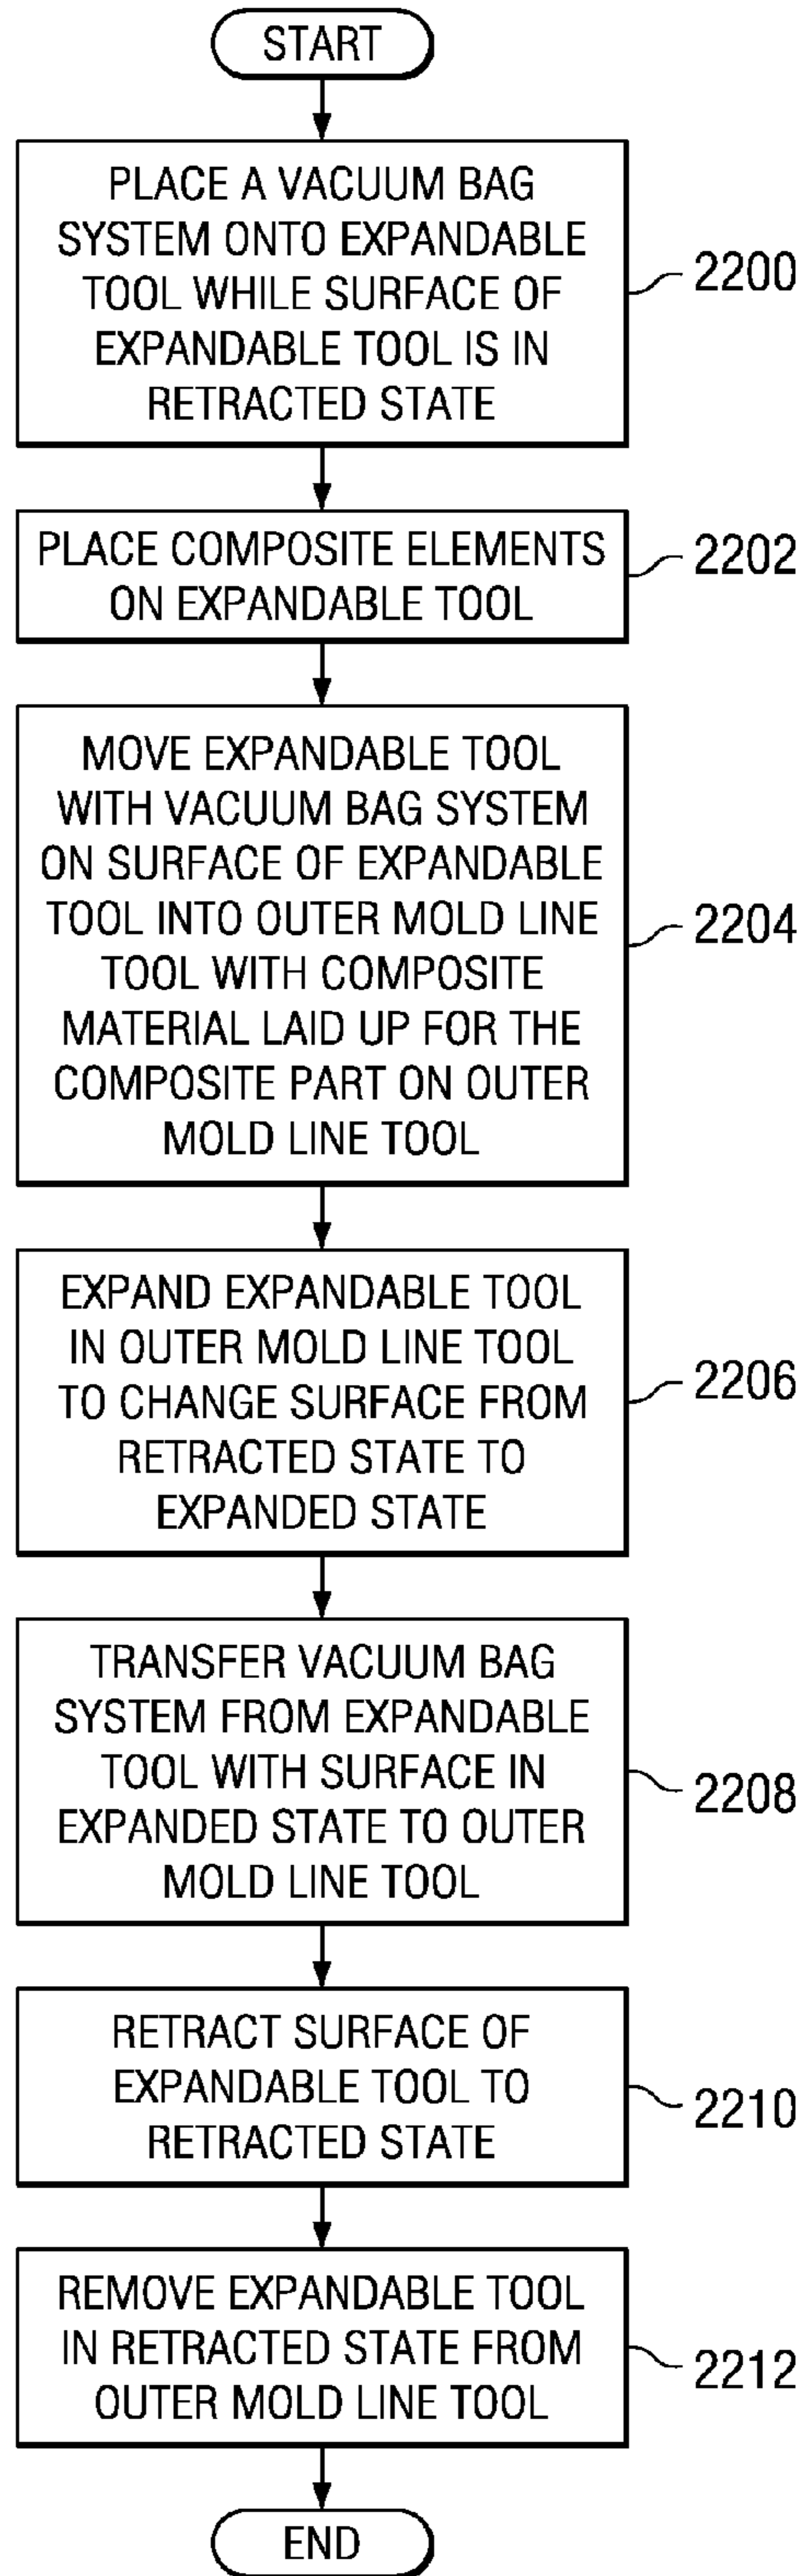 START
PLACE A VACUUM BAG
SYSTEM ONTO EXPANDABLE
TOOL WHILE SURFACE OF
EXPANDABLE TOOL IS IN
RETRACTED STATE
2200
PLACE COMPOSITE ELEMENTS
ON EXPANDABLE TOOL
2202
MOVE EXPANDABLE TOOL
WITH VACUUM BAG SYSTEM
ON SURFACE OF EXPANDABLE
TOOL INTO OUTER MOLD LINE
TOOL WITH COMPOSITE
MATERIAL LAID UP FOR THE
COMPOSITE PART ON OUTER
MOLD LINE TOOL
2204
EXPAND EXPANDABLE TOOL
IN OUTER MOLD LINE TOOL
TO CHANGE SURFACE FROM
RETRACTED STATE TO
EXPANDED STATE
2206
TRANSFER VACUUM BAG
SYSTEM FROM EXPANDABLE
TOOL WITH SURFACE IN
EXPANDED STATE TO OUTER
MOLD LINE TOOL
2208
RETRACT SURFACE OF
EXPANDABLE TOOL TO
RETRACTED STATE
2210
REMOVE EXPANDABLE TOOL
IN RETRACTED STATE FROM
OUTER MOLD LINE TOOL
2212
END